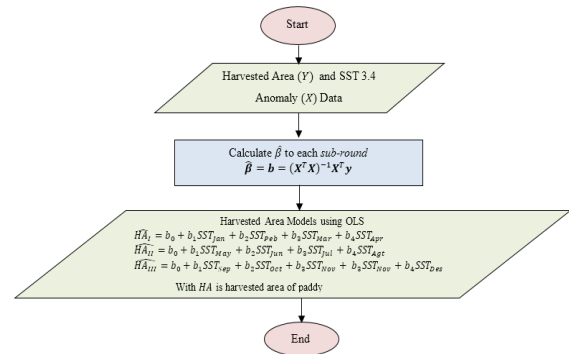 Start
Harvested Area (Y) and SST 3.4
Anomaly (X) Data
Calculate β̂ to each sub-round
β̂ = b = (XᵀX)⁻¹Xᵀy
Harvested Area Models using OLS
ĤA_I = b₀ + b₁SST_Jan + b₂SST_Feb + b₃SST_Mar + b₄SST_Apr
ĤA_II = b₀ + b₁SST_May + b₂SST_Jun + b₃SST_Jul + b₄SST_Agt
ĤA_III = b₀ + b₁SST_Sep + b₂SST_Oct + b₃SST_Nov + b₃SST_Nov + b₄SST_Des
With HA is harvested area of paddy
End